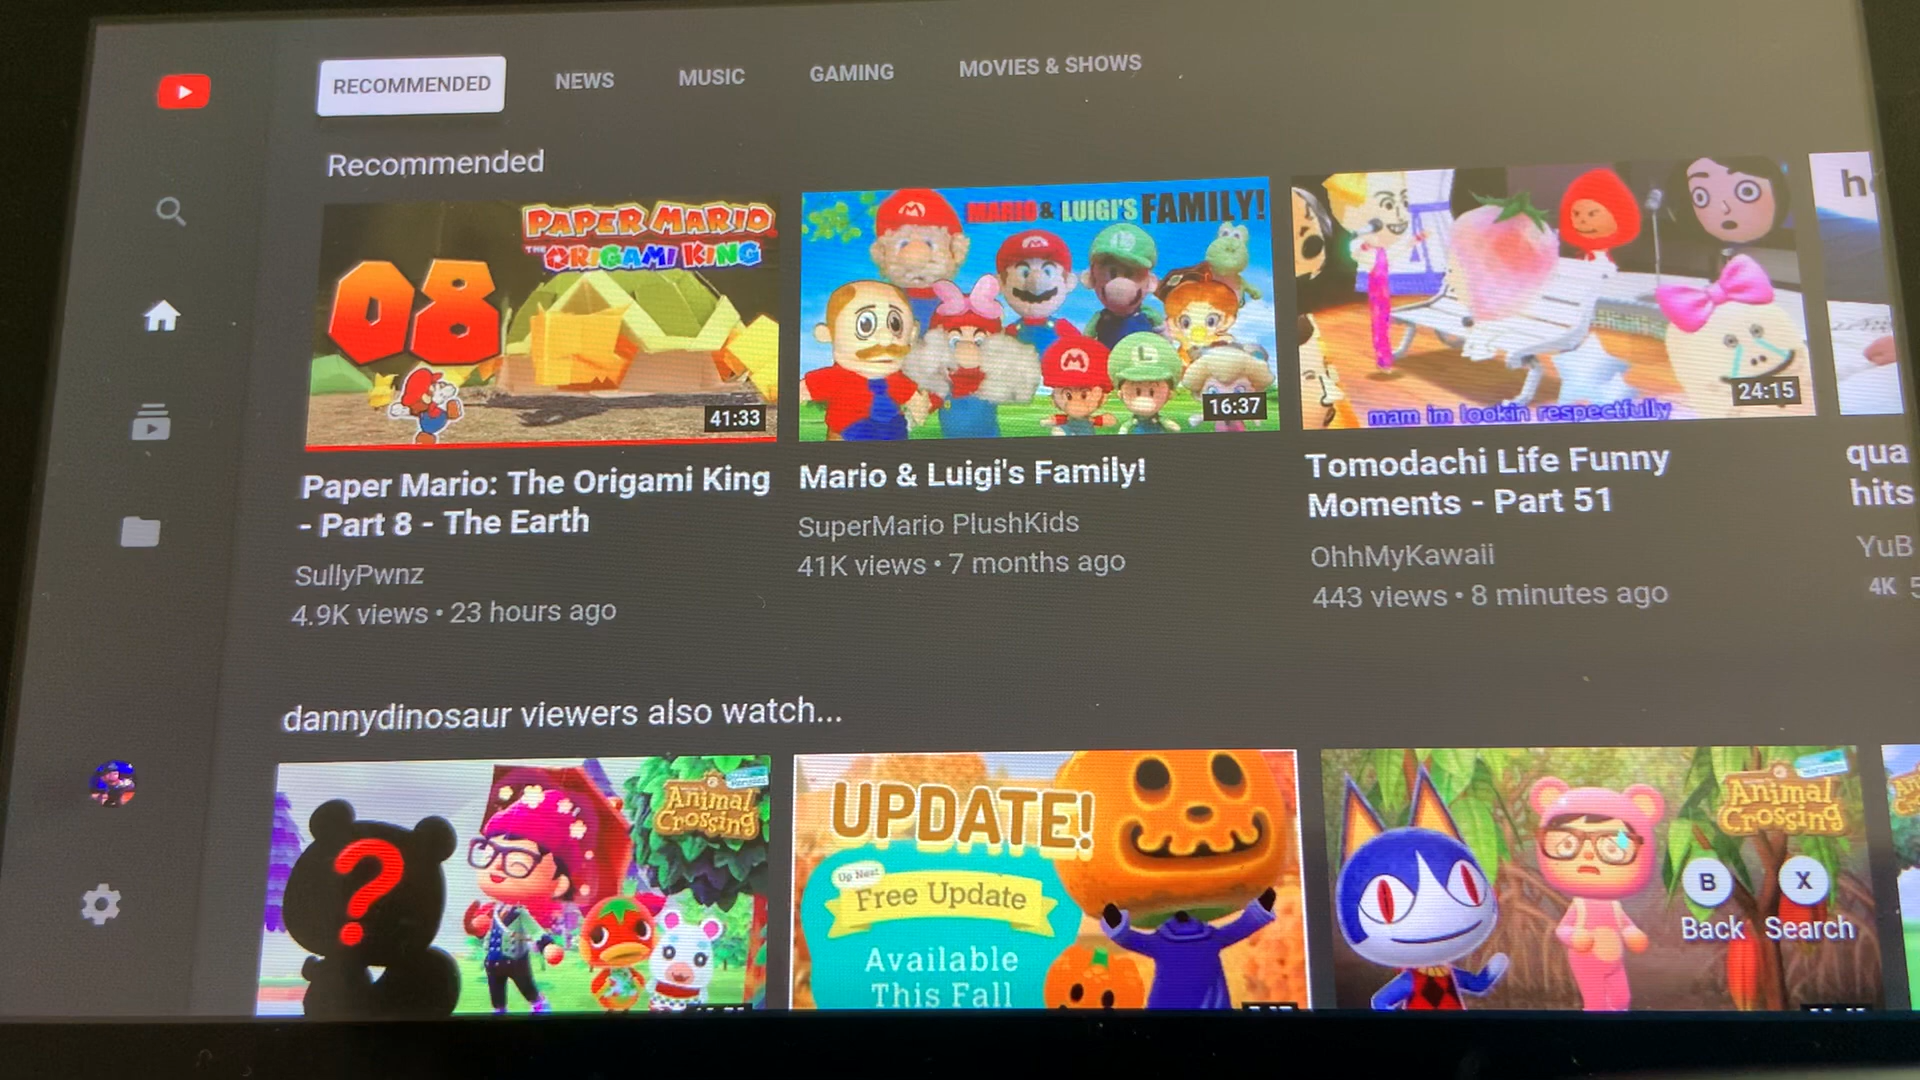 RECOMMENDED
NEWS
MUSIC
GAMING
MOVIES & SHOWS
Recommended
PAPER MARIO
THE ORIGAMI KING
08
41:33
MARIO & LUIGI'S FAMILY!
16:37
mam im lookin respectfully
24:15
Paper Mario: The Origami King
- Part 8 - The Earth
SullyPwnz
4.9K views • 23 hours ago
Mario & Luigi's Family!
SuperMario PlushKids
41K views • 7 months ago
Tomodachi Life Funny
Moments - Part 51
OhhMyKawaii
443 views • 8 minutes ago
qua
hits
YuB
4K
dannydinosaur viewers also watch...
?
Animal
Crossing
UPDATE!
Up Next
Free Update
Available
This Fall
Animal
Crossing
B
X
Back
Search